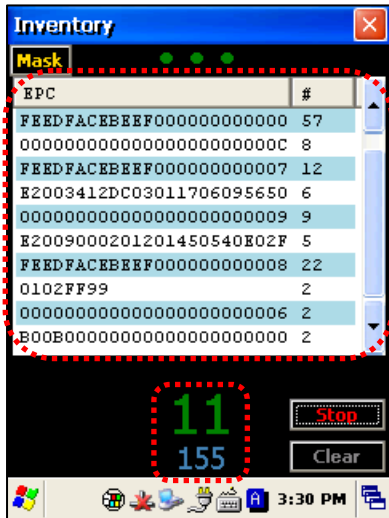 Inventory
Mask
EPC #
FEEDFACEBEEF000000000000 57
00000000000000000000000C 8
FEEDFACEBEEF000000000007 12
E2003412DC03011706095650 6
000000000000000000000009 9
E2009000201201450540E02F 5
FEEDFACEBEEF000000000008 22
0102FF99 2
000000000000000000000006 2
B00B00000000000000000000 2
11
Stop
155
Clear
A
3:30 PM